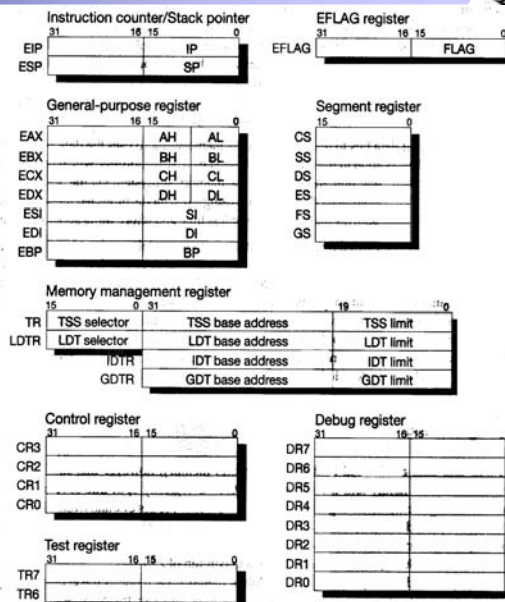 Instruction counter/Stack pointer
31 16 15 0
EIP IP
ESP SP
EFLAG register
31 16 15 0
EFLAG FLAG
General-purpose register
31 16 15 0
EAX AH AL
EBX BH BL
ECX CH CL
EDX DH DL
ESI SI
EDI DI
EBP BP
Segment register
15 0
CS
SS
DS
ES
FS
GS
Memory management register
15 0 31 19 0
TR TSS selector TSS base address TSS limit
LDTR LDT selector LDT base address LDT limit
IDTR IDT base address IDT limit
GDTR GDT base address GDT limit
Control register
31 16 15 0
CR3
CR2
CR1
CR0
Debug register
31 16 15
DR7
DR6
DR5
DR4
DR3
DR2
DR1
DR0
Test register
31 16 15 0
TR7
TR6